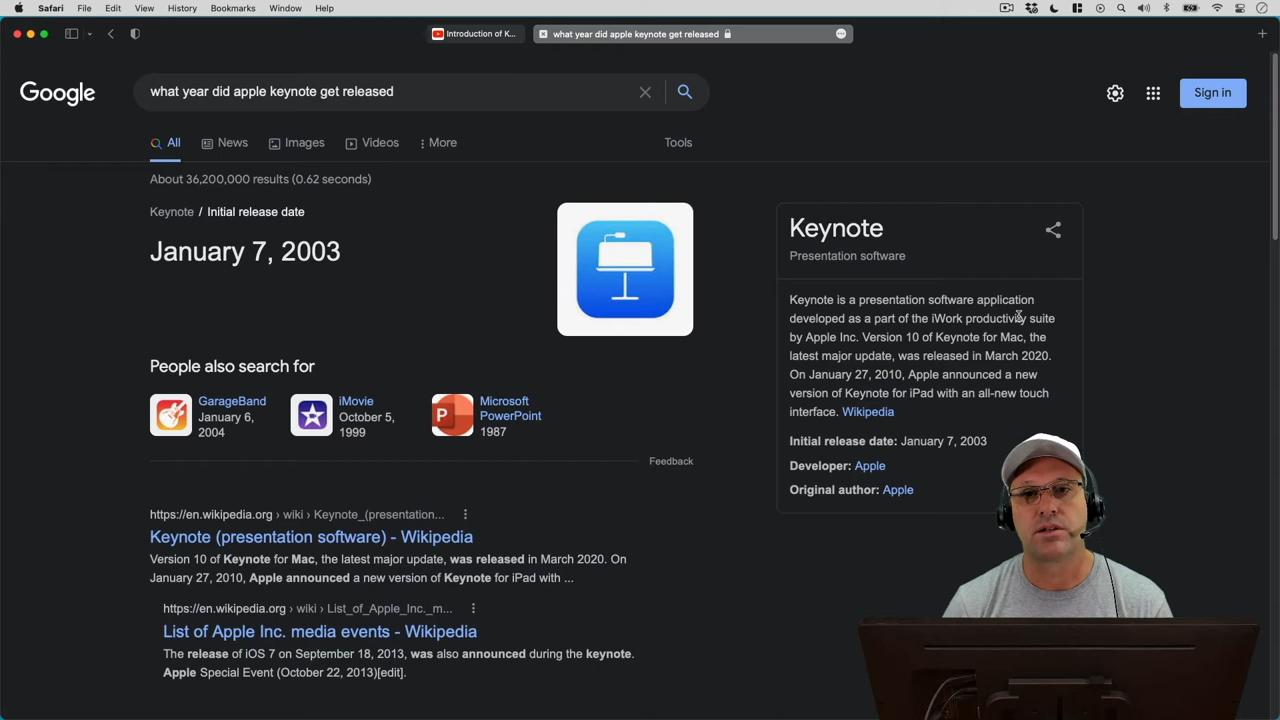 Safari File Edit View History Bookmarks Window Help
Introduction of K...
what year did apple keynote get released
Google
what year did apple keynote get released
Sign in
All News Images Videos More Tools
About 36,200,000 results (0.62 seconds)
Keynote / Initial release date
January 7, 2003
People also search for
GarageBand
January 6,
2004
iMovie
October 5,
1999
P
Microsoft
PowerPoint
1987
Feedback
https://en.wikipedia.org › wiki › Keynote_(presentation...
Keynote (presentation software) - Wikipedia
Version 10 of Keynote for Mac, the latest major update, was released in March 2020. On
January 27, 2010, Apple announced a new version of Keynote for iPad with ...
https://en.wikipedia.org › wiki › List_of_Apple_Inc._m...
List of Apple Inc. media events - Wikipedia
The release of iOS 7 on September 18, 2013, was also announced during the keynote.
Apple Special Event (October 22, 2013)[edit].
Keynote
Presentation software
Keynote is a presentation software application
developed as a part of the iWork productivity suite
by Apple Inc. Version 10 of Keynote for Mac, the
latest major update, was released in March 2020.
On January 27, 2010, Apple announced a new
version of Keynote for iPad with an all-new touch
interface. Wikipedia
Initial release date: January 7, 2003
Developer: Apple
Original author: Apple